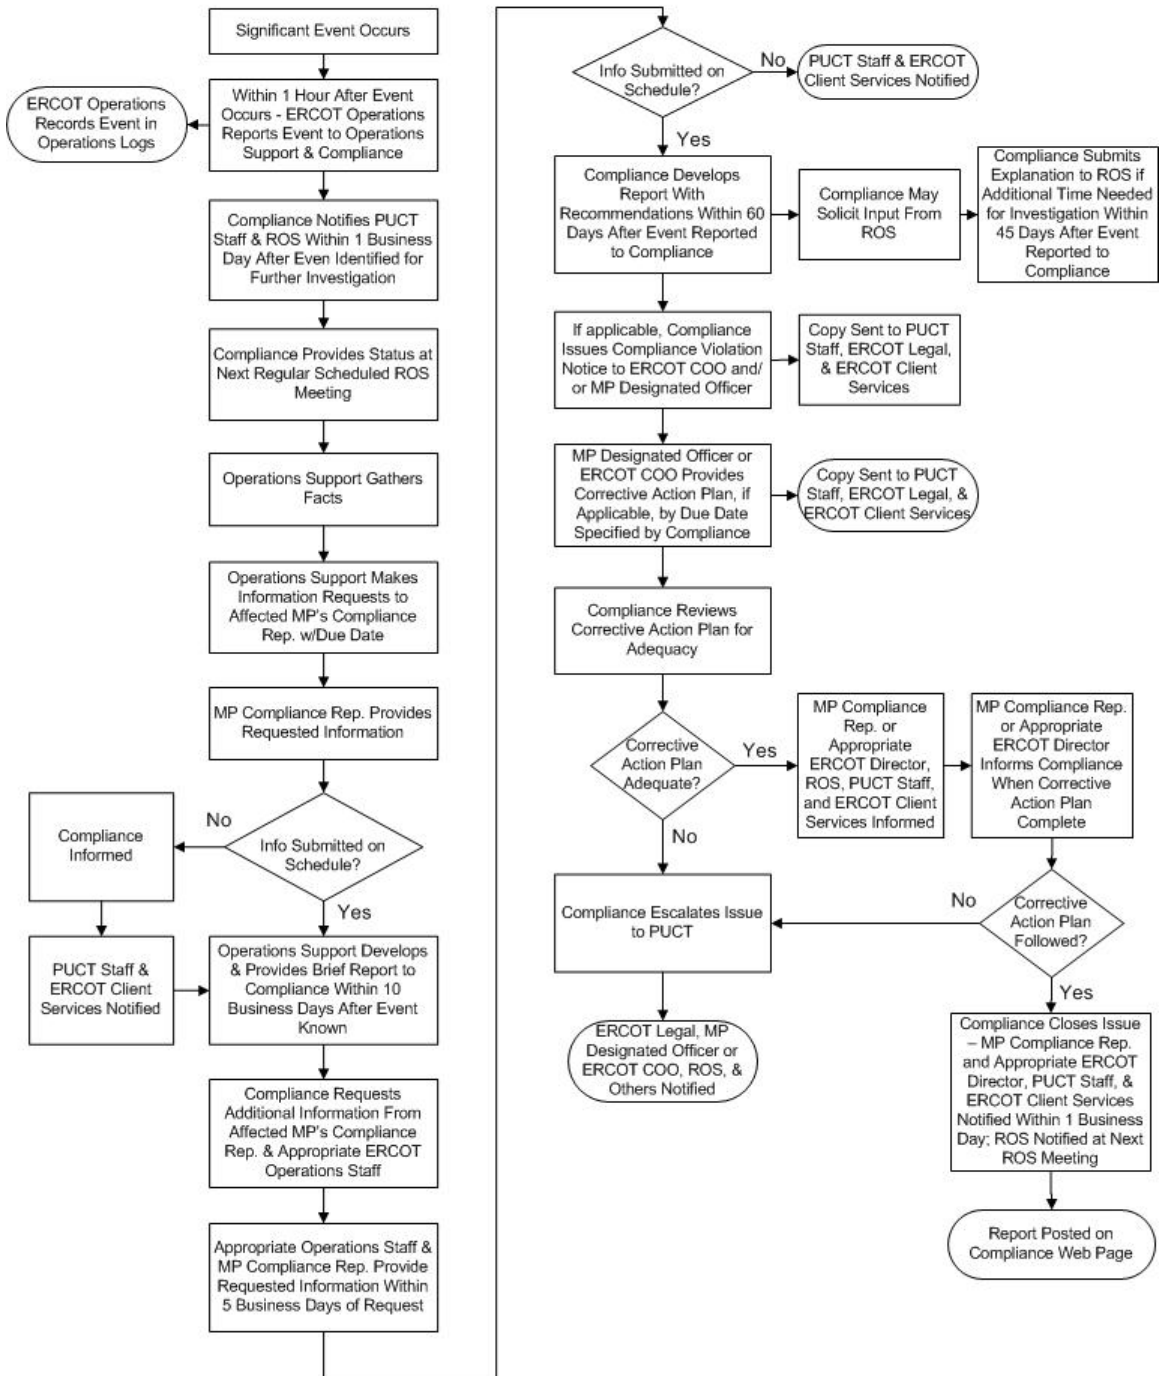 Significant Event Occurs
ERCOT Operations
Records Event in
Operations Logs
Within 1 Hour After Event
Occurs - ERCOT Operations
Reports Event to Operations
Support & Compliance
Compliance Notifies PUCT
Staff & ROS Within 1 Business
Day After Even Identified for
Further Investigation
Compliance Provides Status at
Next Regular Scheduled ROS
Meeting
Operations Support Gathers
Facts
Operations Support Makes
Information Requests to
Affected MP's Compliance
Rep. w/Due Date
MP Compliance Rep. Provides
Requested Information
Info Submitted on
Schedule?
No
Compliance
Informed
PUCT Staff &
ERCOT Client
Services Notified
Yes
Operations Support Develops
& Provides Brief Report to
Compliance Within 10
Business Days After Event
Known
Compliance Requests
Additional Information From
Affected MP's Compliance
Rep. & Appropriate ERCOT
Operations Staff
Appropriate Operations Staff &
MP Compliance Rep. Provide
Requested Information Within
5 Business Days of Request
Info Submitted on
Schedule?
No
PUCT Staff & ERCOT
Client Services Notified
Yes
Compliance Develops
Report With
Recommendations Within 60
Days After Event Reported
to Compliance
Compliance May
Solicit Input From
ROS
Compliance Submits
Explanation to ROS if
Additional Time Needed
for Investigation Within
45 Days After Event
Reported to
Compliance
If applicable, Compliance
Issues Compliance Violation
Notice to ERCOT COO and/
or MP Designated Officer
Copy Sent to PUCT
Staff, ERCOT Legal,
& ERCOT Client
Services
MP Designated Officer or
ERCOT COO Provides
Corrective Action Plan, if
Applicable, by Due Date
Specified by Compliance
Copy Sent to PUCT
Staff, ERCOT Legal, &
ERCOT Client Services
Compliance Reviews
Corrective Action Plan for
Adequacy
Corrective
Action Plan
Adequate?
Yes
MP Compliance
Rep. or
Appropriate
ERCOT Director,
ROS, PUCT Staff,
and ERCOT Client
Services Informed
MP Compliance Rep.
or Appropriate
ERCOT Director
Informs Compliance
When Corrective
Action Plan
Complete
No
Compliance Escalates Issue
to PUCT
No
Corrective
Action Plan
Followed?
Yes
ERCOT Legal, MP
Designated Officer or
ERCOT COO, ROS, &
Others Notified
Compliance Closes Issue
– MP Compliance Rep.
and Appropriate ERCOT
Director, PUCT Staff, &
ERCOT Client Services
Notified Within 1 Business
Day; ROS Notified at Next
ROS Meeting
Report Posted on
Compliance Web Page